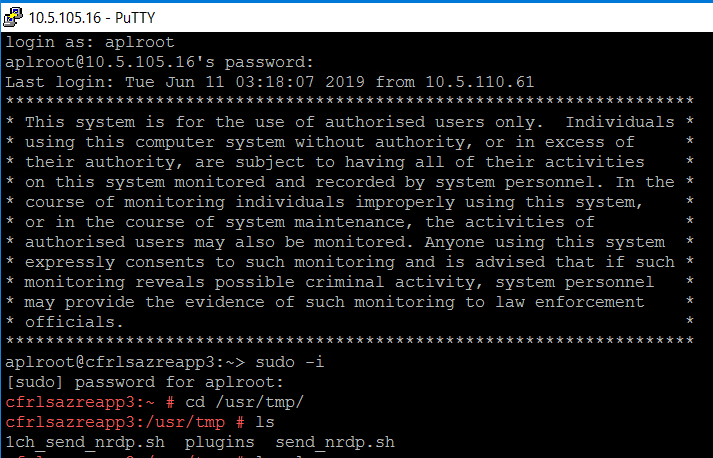 10.5.105.16 - PuTTY
login as: aplroot
aplroot@10.5.105.16's password:
Last login: Tue Jun 11 03:18:07 2019 from 10.5.110.61
*********************************************************************
* This system is for the use of authorised users only.  Individuals *
* using this computer system without authority, or in excess of     *
* their authority, are subject to having all of their activities    *
* on this system monitored and recorded by system personnel. In the *
* course of monitoring individuals improperly using this system,    *
* or in the course of system maintenance, the activities of         *
* authorised users may also be monitored. Anyone using this system  *
* expressly consents to such monitoring and is advised that if such *
* monitoring reveals possible criminal activity, system personnel   *
* may provide the evidence of such monitoring to law enforcement    *
* officials.                                                        *
*********************************************************************
aplroot@cfrlsazreapp3:~> sudo -i
[sudo] password for aplroot:
cfrlsazreapp3:~ # cd /usr/tmp/
cfrlsazreapp3:/usr/tmp # ls
1ch_send_nrdp.sh  plugins  send_nrdp.sh